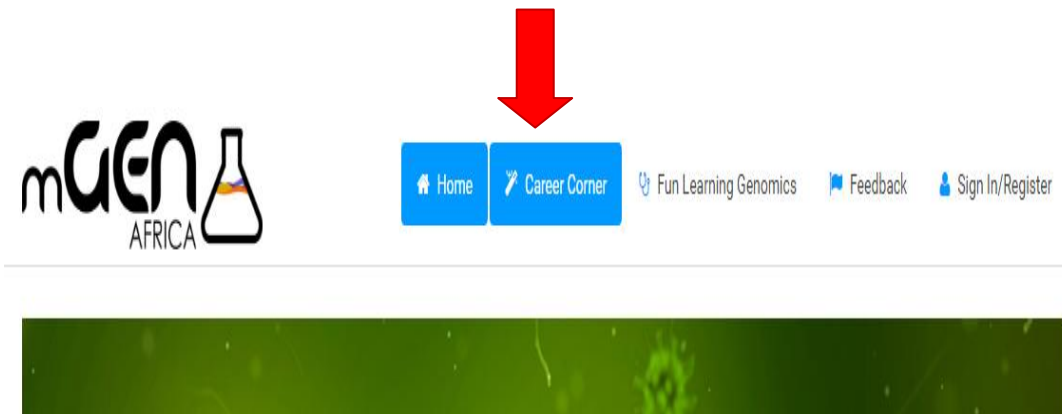 mGEN
AFRICA
Home
Career Corner
Fun Learning Genomics
Feedback
Sign In/Register